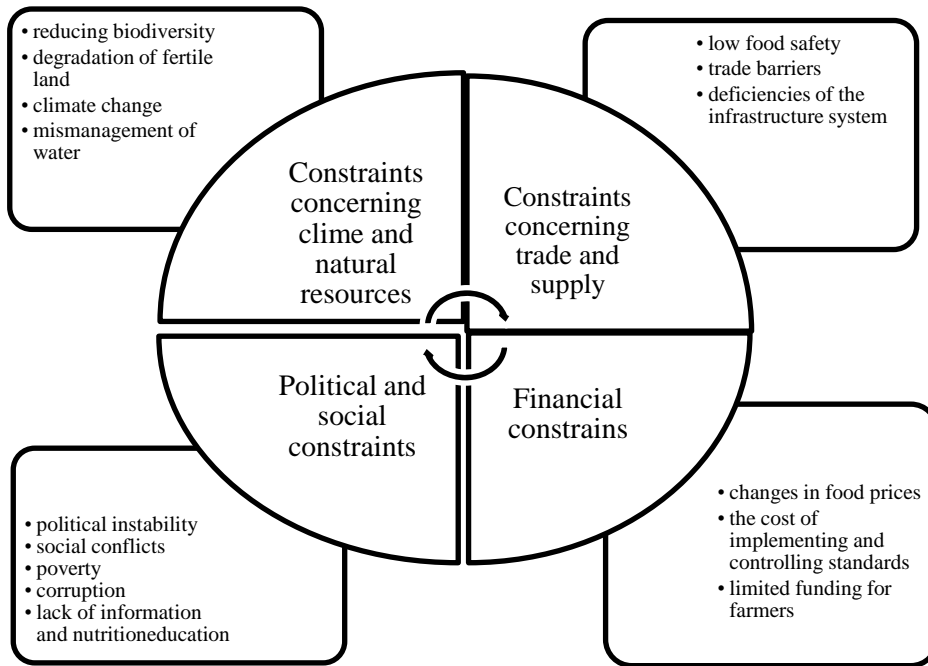 • reducing biodiversity
• degradation of fertile
land
• climate change
• mismanagement of
water
• low food safety
• trade barriers
• deficiencies of the
infrastructure system
Constraints
concerning
clime and
natural
resources
Constraints
concerning
trade and
supply
Political and
social
constraints
Financial
constrains
• political instability
• social conflicts
• poverty
• corruption
• lack of information
and nutritioneducation
• changes in food prices
• the cost of
implementing and
controlling standards
• limited funding for
farmers